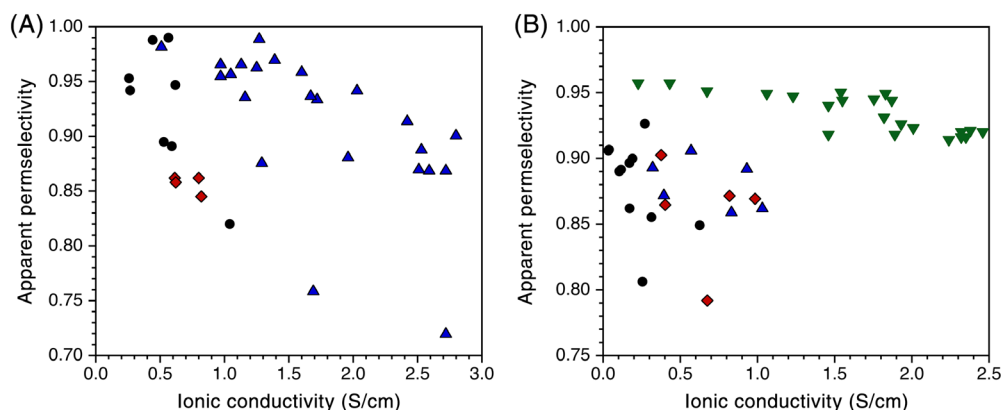 (A)
Apparent permselectivity
1.00
0.95
0.90
0.85
0.80
0.75
0.70
0.0 0.5 1.0 1.5 2.0 2.5 3.0
Ionic conductivity (S/cm)
(B)
Apparent permselectivity
1.00
0.95
0.90
0.85
0.80
0.75
0.0 0.5 1.0 1.5 2.0 2.5
Ionic conductivity (S/cm)